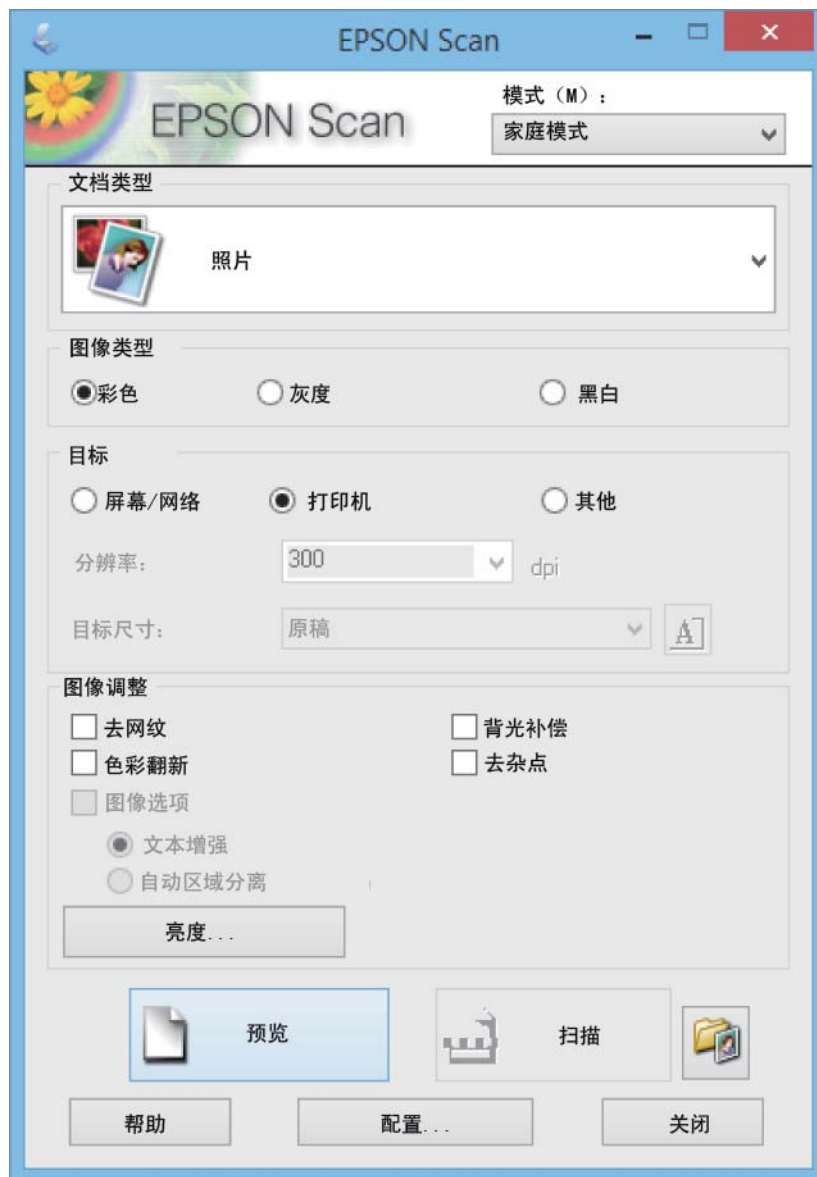 EPSON Scan
EPSON Scan
模式（M）：
家庭模式
文档类型
照片
图像类型
彩色 灰度 黑白
目标
屏幕/网络 打印机 其他
分辨率： 300 dpi
目标尺寸： 原稿
图像调整
去网纹 背光补偿
色彩翻新 去杂点
图像选项
文本增强
自动区域分离
亮度...
预览 扫描
帮助 配置... 关闭